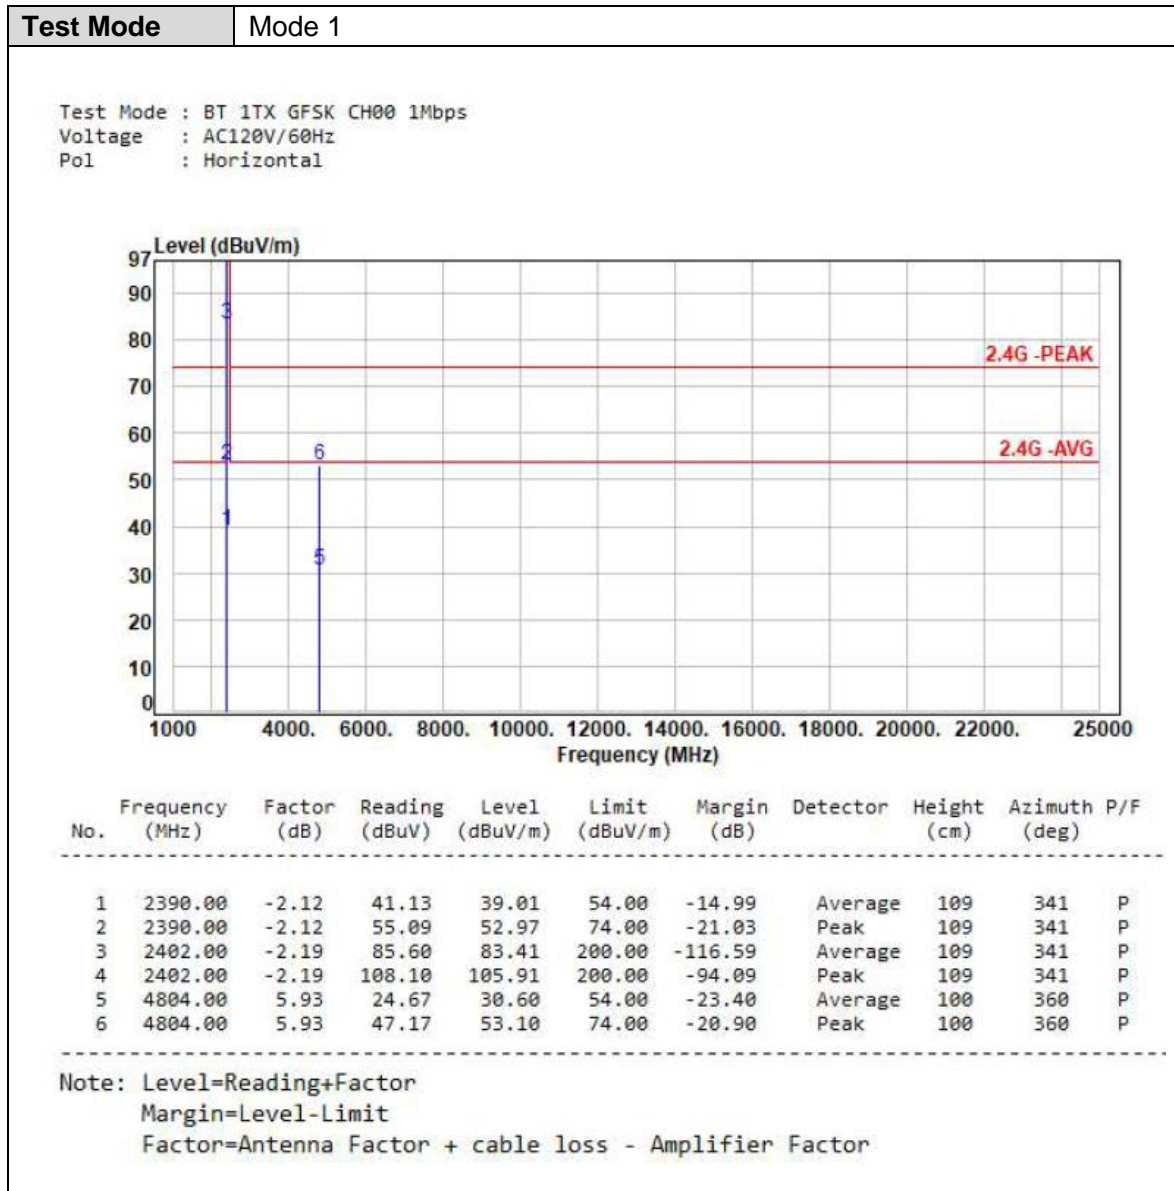 Test Mode Mode 1
Test Mode : BT 1TX GFSK CH00 1Mbps
Voltage : AC120V/60Hz
Pol : Horizontal
97 Level (dBuV/m)
90
3
80
2.4G -PEAK
70
60
2 6 2.4G -AVG
50
1
40
5
30
20
10
0
1000 4000. 6000. 8000. 10000. 12000. 14000. 16000. 18000. 20000. 22000. 25000
Frequency (MHz)
Frequency Factor Reading Level Limit Margin Detector Height Azimuth P/F
No. (MHz) (dB) (dBuV) (dBuV/m) (dBuV/m) (dB) (cm) (deg)
1 2390.00 -2.12 41.13 39.01 54.00 -14.99 Average 109 341 P
2 2390.00 -2.12 55.09 52.97 74.00 -21.03 Peak 109 341 P
3 2402.00 -2.19 85.60 83.41 200.00 -116.59 Average 109 341 P
4 2402.00 -2.19 108.10 105.91 200.00 -94.09 Peak 109 341 P
5 4804.00 5.93 24.67 30.60 54.00 -23.40 Average 100 360 P
6 4804.00 5.93 47.17 53.10 74.00 -20.90 Peak 100 360 P
Note: Level=Reading+Factor
Margin=Level-Limit
Factor=Antenna Factor + cable loss - Amplifier Factor